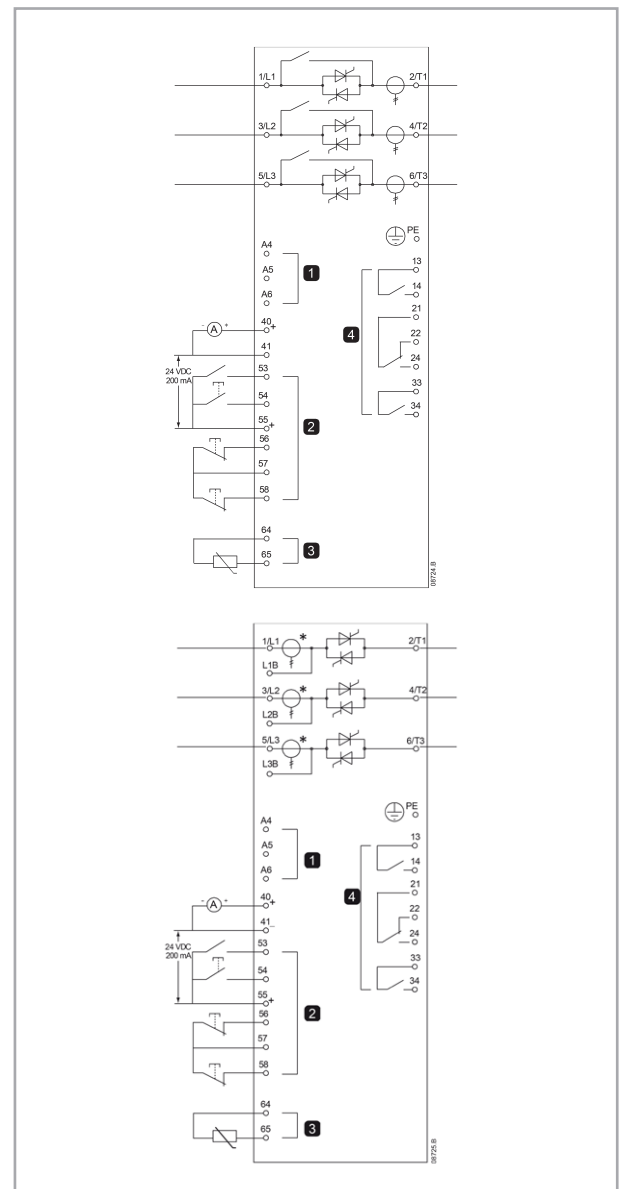 1/L1 2/T1
3/L2 4/T2
5/L3 6/T3
PE
A4
13
A5
1
14
A6
21
40
+
- A +
4
22
41
24
24 VDC
200 mA
53
33
54
34
55
+
2
56
57
58
64
3
65
08724.B
1/L1 * 2/T1
L1B
3/L2 * 4/T2
L2B
5/L3 * 6/T3
L3B
PE
A4
13
A5
1
14
A6
21
40
+
- A +
4
22
41
-
24
24 VDC
200 mA
53
33
54
34
55
+
2
56
57
58
64
3
65
08725.B